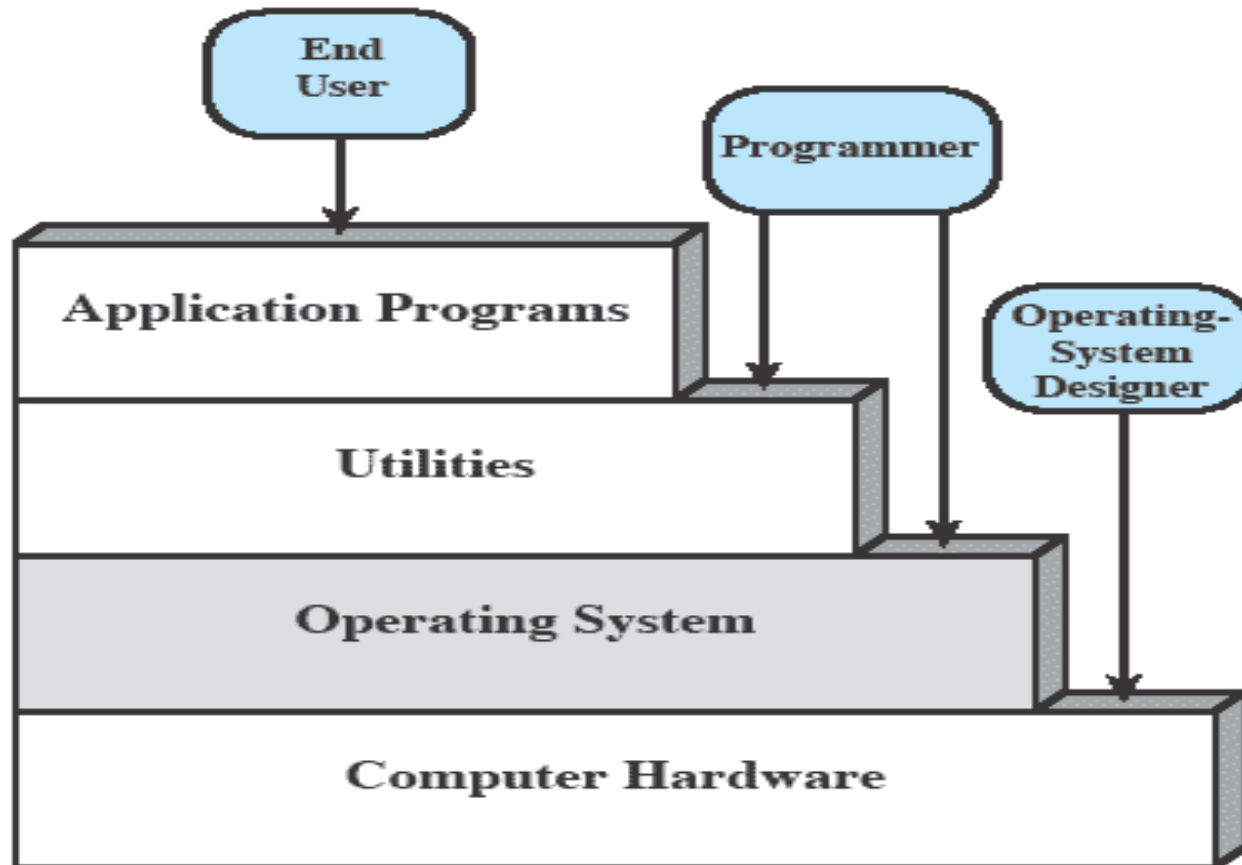 End
User
Programmer
Application Programs
Operating-
System
Designer
Utilities
Operating System
Computer Hardware